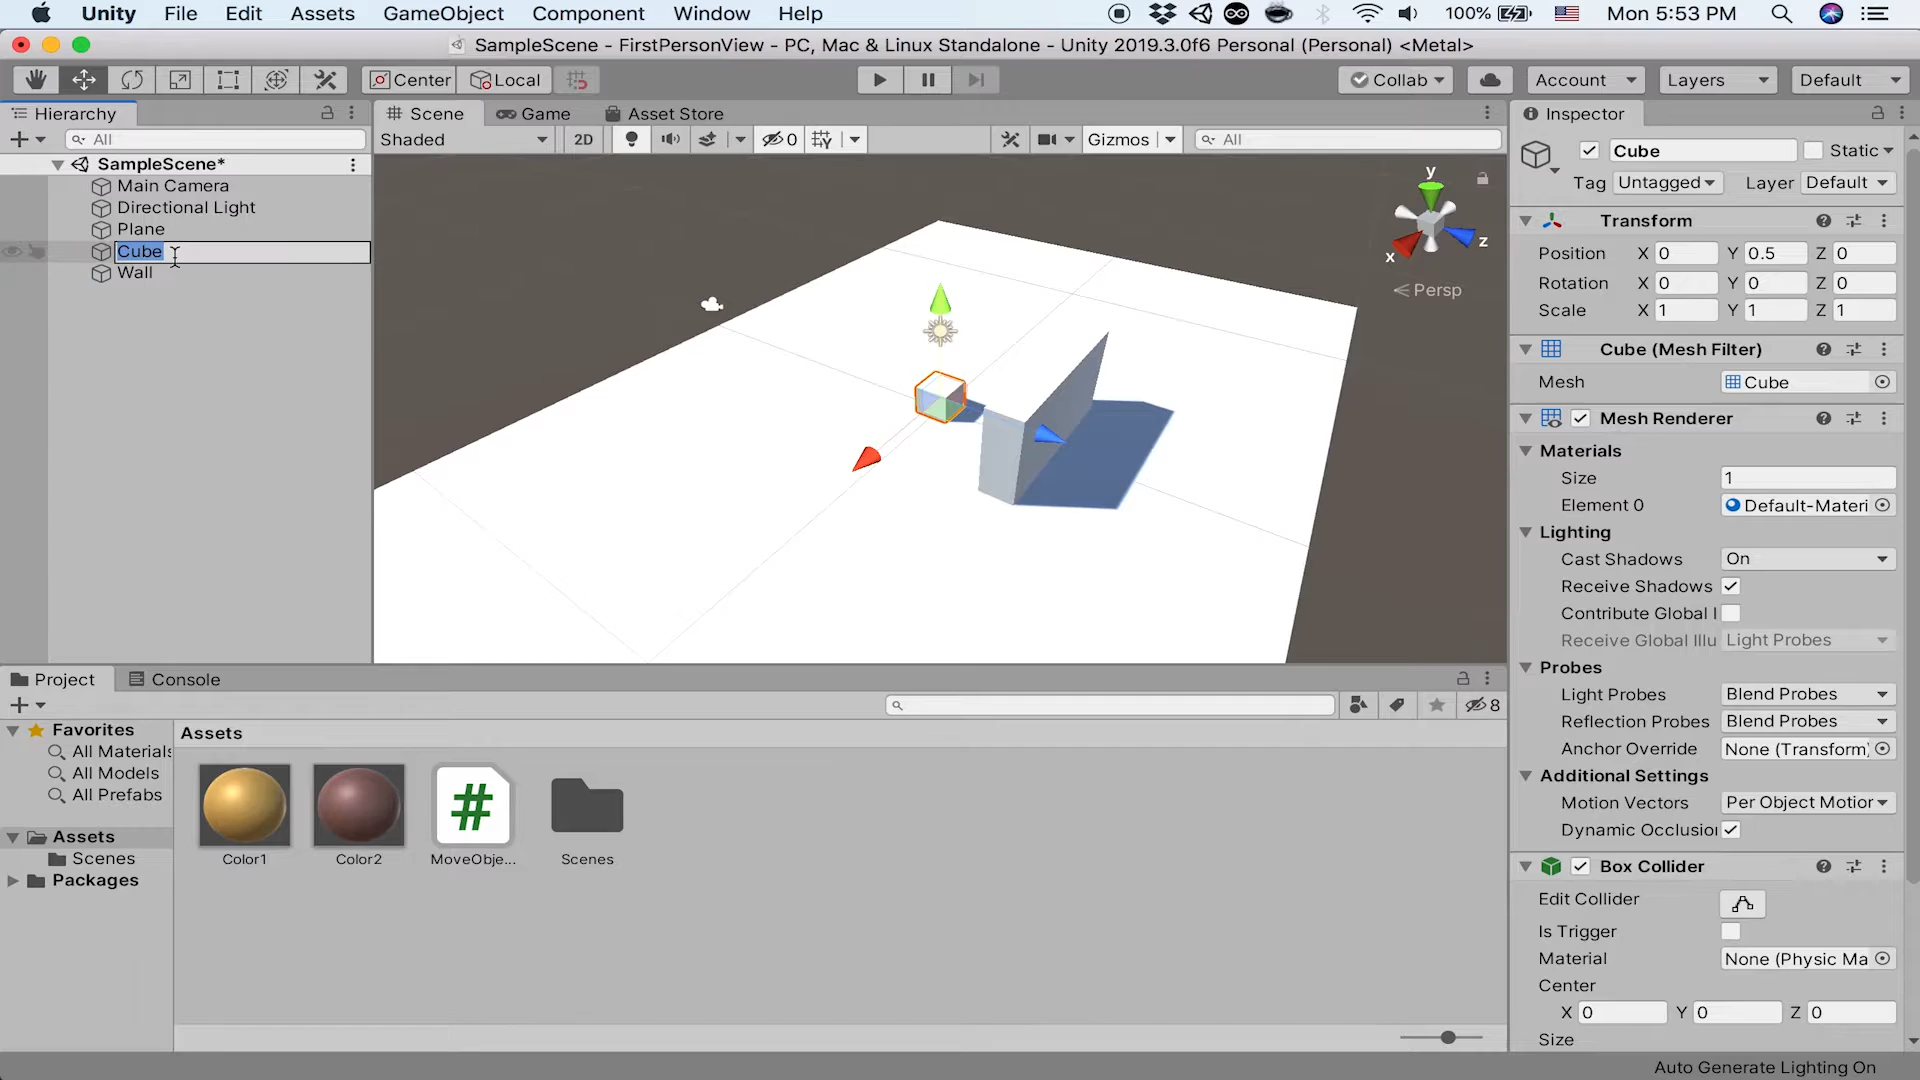 Unity File Edit Assets GameObject Component Window Help 100% Mon 5:53 PM
SampleScene - FirstPersonView - PC, Mac & Linux Standalone - Unity 2019.3.0f6 Personal (Personal) <Metal>
Center Local Collab Account Layers Default
Hierarchy Scene Game Asset Store Inspector
All Shaded 2D 0 Gizmos All
SampleScene*
Main Camera
Directional Light
Plane
Cube
Wall
y
z
x
Persp
Cube Static
Tag Untagged Layer Default
Transform
Position X 0 Y 0.5 Z 0
Rotation X 0 Y 0 Z 0
Scale X 1 Y 1 Z 1
Cube (Mesh Filter)
Mesh Cube
Mesh Renderer
Materials
Size 1
Element 0 Default-Materi
Lighting
Cast Shadows On
Receive Shadows
Contribute Global I
Receive Global Illu Light Probes
Probes
Light Probes Blend Probes
Reflection Probes Blend Probes
Anchor Override None (Transform)
Additional Settings
Motion Vectors Per Object Motior
Dynamic Occlusio
Box Collider
Edit Collider
Is Trigger
Material None (Physic Ma
Center
X 0 Y 0 Z 0
Size
Project Console
8
Favorites
All Materials
All Models
All Prefabs
Assets
Scenes
Packages
Assets
Color1 Color2 MoveObje... Scenes
Auto Generate Lighting On